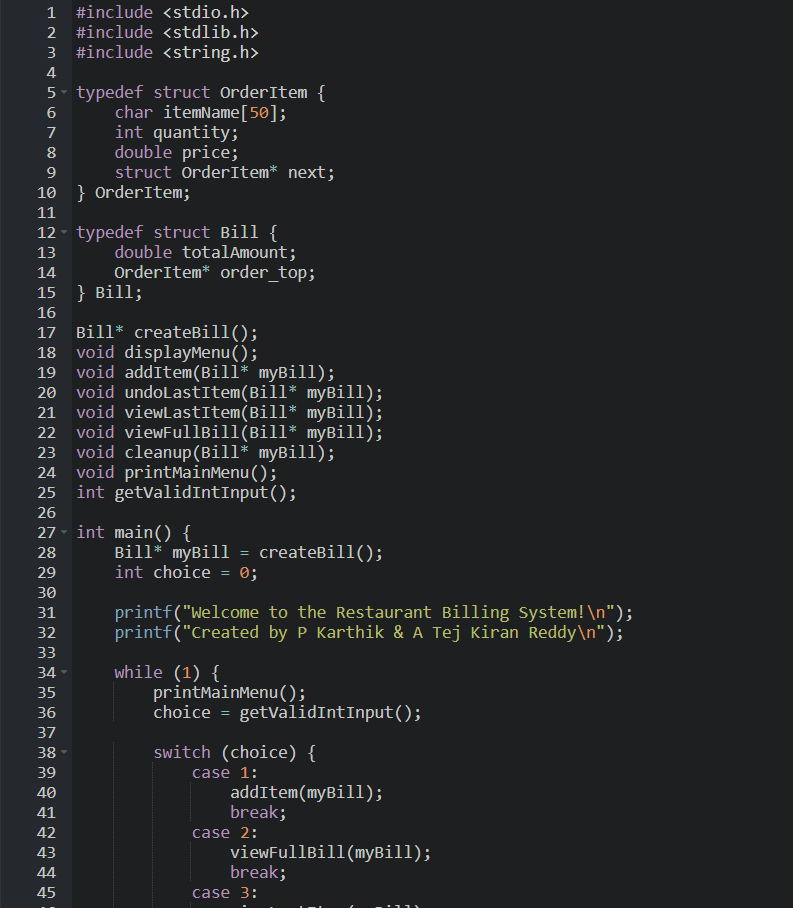 1 #include <stdio.h>
2 #include <stdlib.h>
3 #include <string.h>
4
5 typedef struct OrderItem {
6     char itemName[50];
7     int quantity;
8     double price;
9     struct OrderItem* next;
10 } OrderItem;
11
12 typedef struct Bill {
13     double totalAmount;
14     OrderItem* order_top;
15 } Bill;
16
17 Bill* createBill();
18 void displayMenu();
19 void addItem(Bill* myBill);
20 void undoLastItem(Bill* myBill);
21 void viewLastItem(Bill* myBill);
22 void viewFullBill(Bill* myBill);
23 void cleanup(Bill* myBill);
24 void printMainMenu();
25 int getValidIntInput();
26
27 int main() {
28     Bill* myBill = createBill();
29     int choice = 0;
30
31     printf("Welcome to the Restaurant Billing System!\n");
32     printf("Created by P Karthik & A Tej Kiran Reddy\n");
33
34     while (1) {
35         printMainMenu();
36         choice = getValidIntInput();
37
38         switch (choice) {
39             case 1:
40                 addItem(myBill);
41                 break;
42             case 2:
43                 viewFullBill(myBill);
44                 break;
45             case 3: